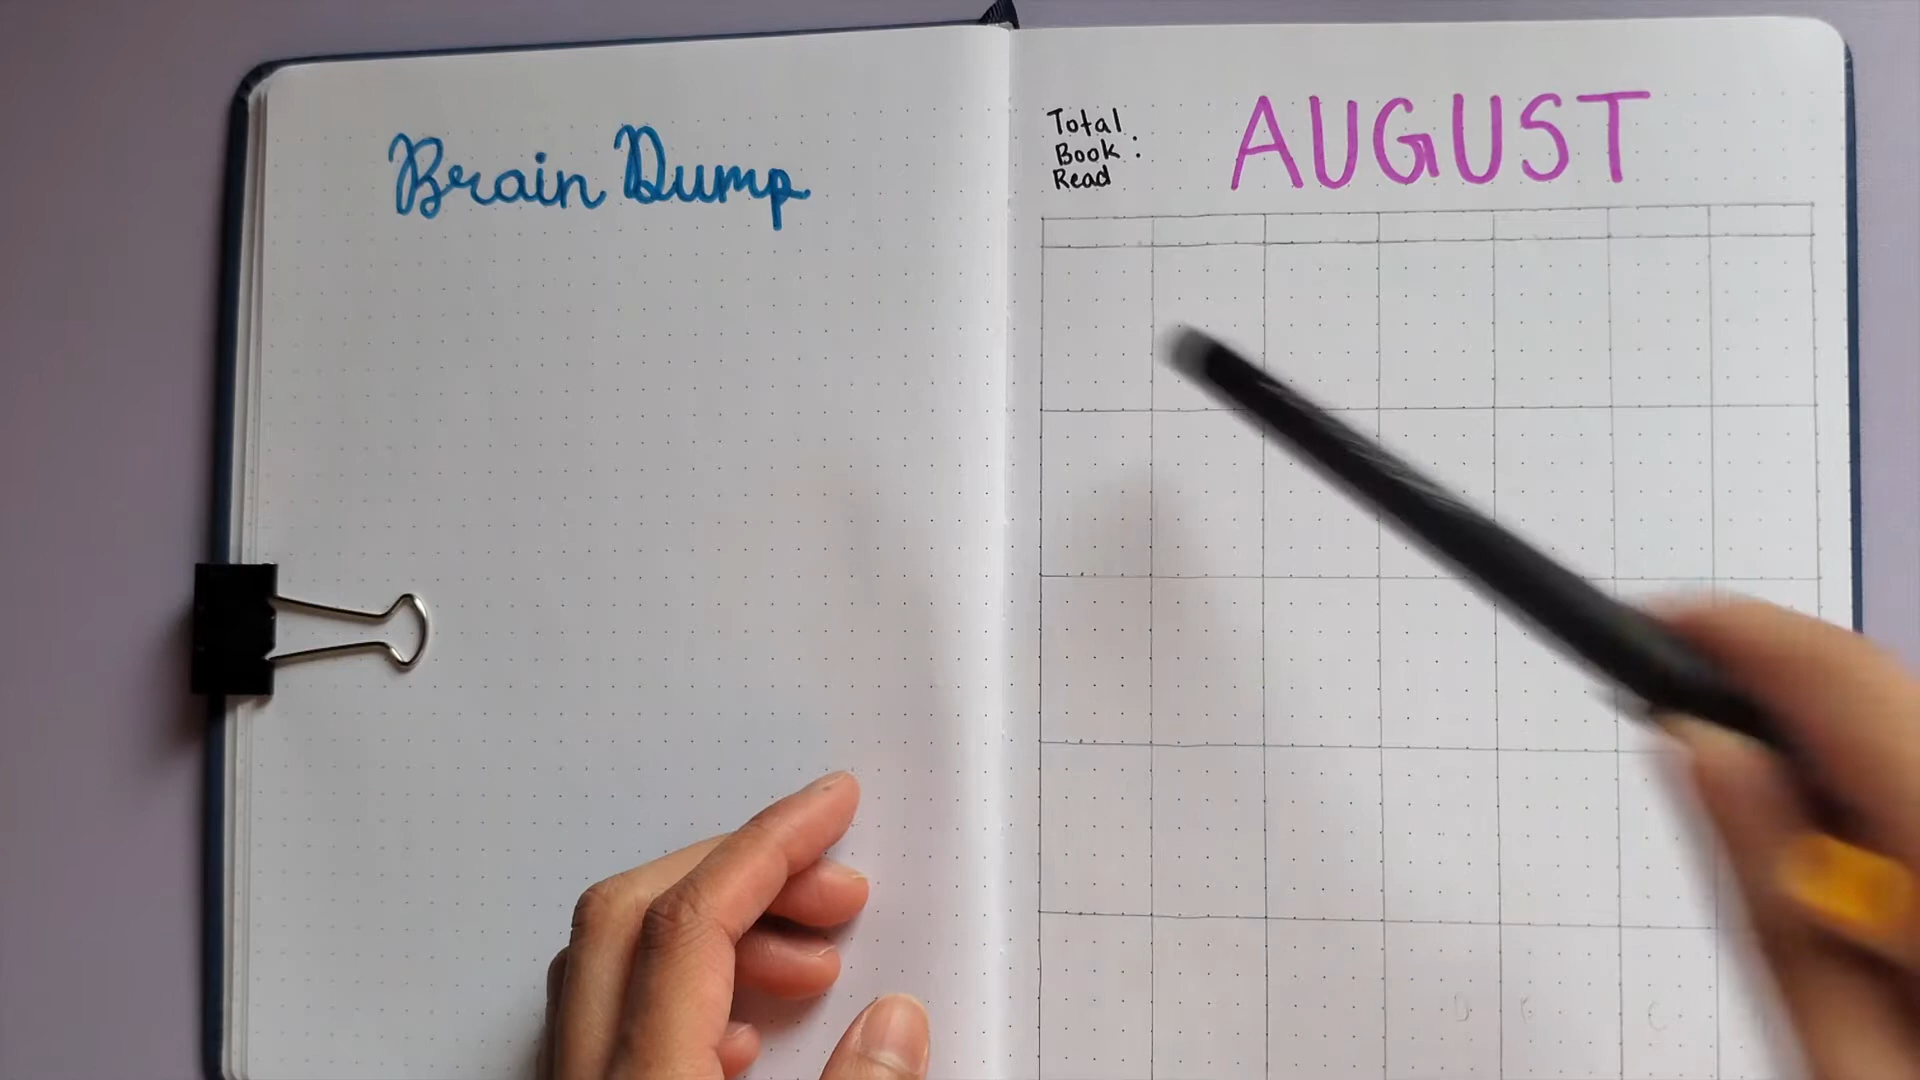 Brain Dump
Total
Book :
Read
AUGUST